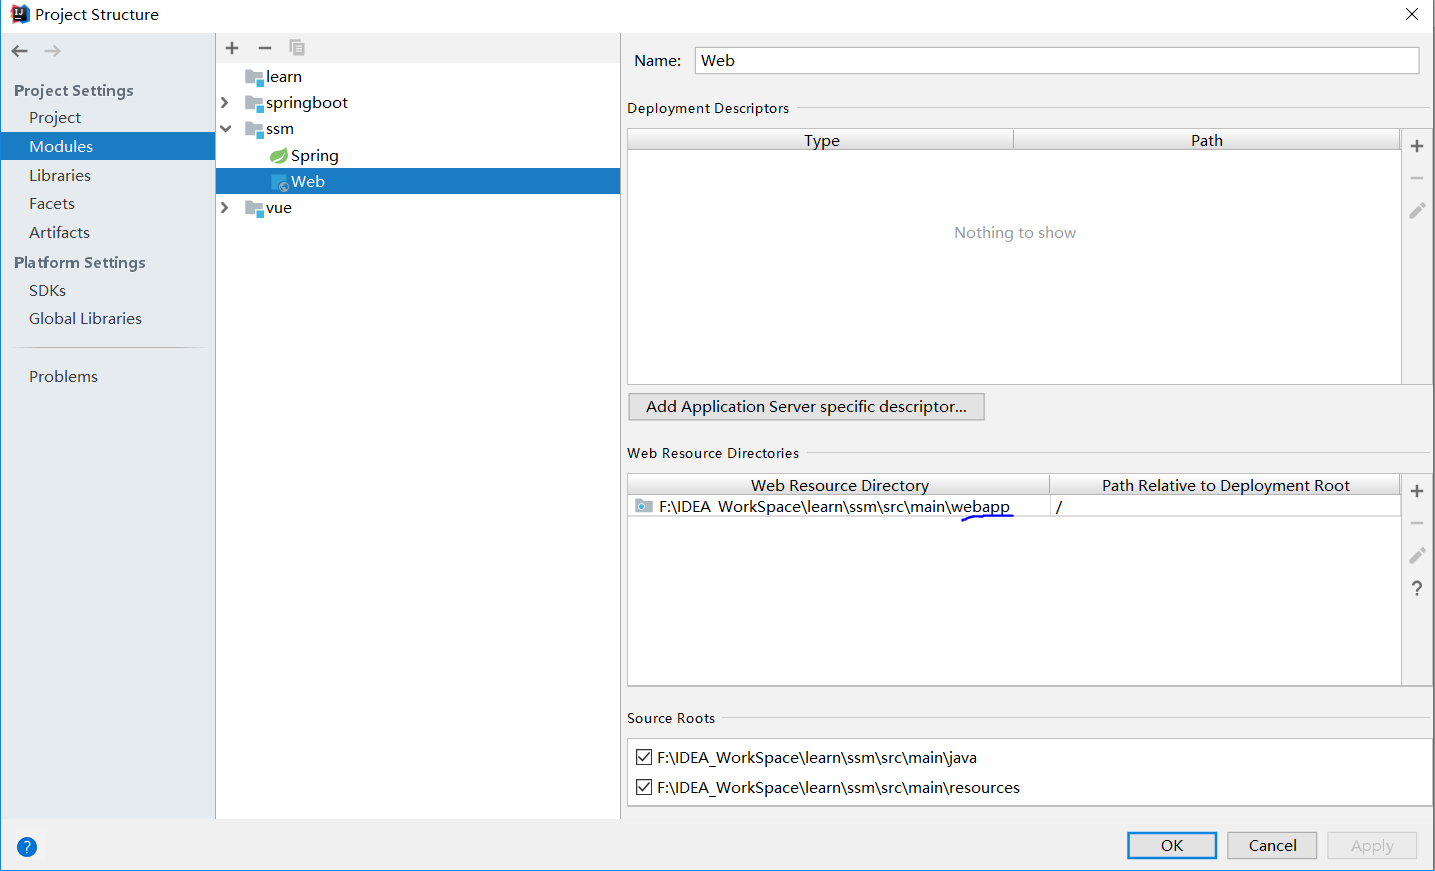 Project Structure
Project Settings
Project
Modules
Libraries
Facets
Artifacts
Platform Settings
SDKs
Global Libraries
Problems
learn
springboot
ssm
Spring
Web
vue
Name: Web
Deployment Descriptors
Type Path
Nothing to show
Add Application Server specific descriptor...
Web Resource Directories
Web Resource Directory Path Relative to Deployment Root
F:\IDEA_WorkSpace\learn\ssm\src\main\webapp /
Source Roots
F:\IDEA_WorkSpace\learn\ssm\src\main\java
F:\IDEA_WorkSpace\learn\ssm\src\main\resources
OK Cancel Apply